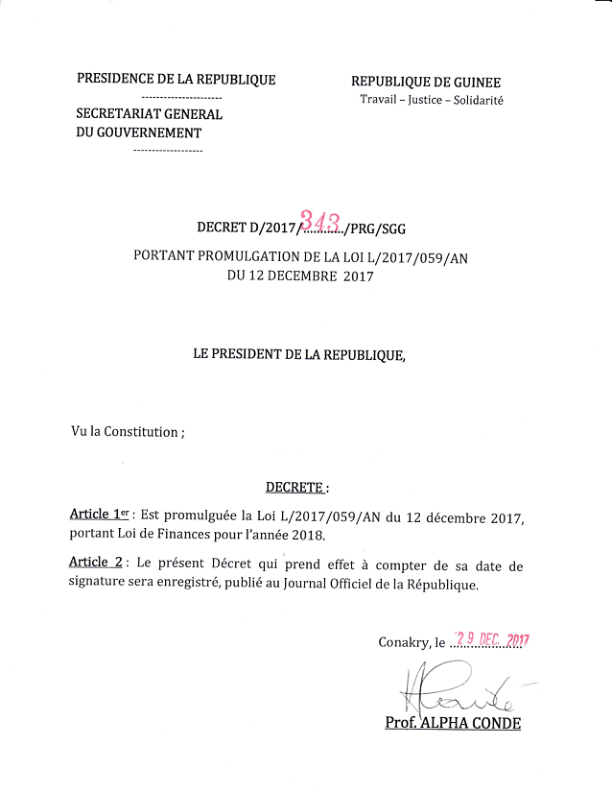 PRESIDENCE DE LA REPUBLIQUE
----------------------
SECRETARIAT GENERAL
DU GOUVERNEMENT
-------------------
REPUBLIQUE DE GUINEE
Travail – Justice – Solidarité
DECRET D/2017/343/PRG/SGG
PORTANT PROMULGATION DE LA LOI L/2017/059/AN
DU 12 DECEMBRE 2017
LE PRESIDENT DE LA REPUBLIQUE,
Vu la Constitution ;
DECRETE :
Article 1er : Est promulguée la Loi L/2017/059/AN du 12 décembre 2017,
portant Loi de Finances pour l'année 2018.
Article 2 : Le présent Décret qui prend effet à compter de sa date de
signature sera enregistré, publié au Journal Officiel de la République.
Conakry, le 29 DEC. 2017
Prof. ALPHA CONDE